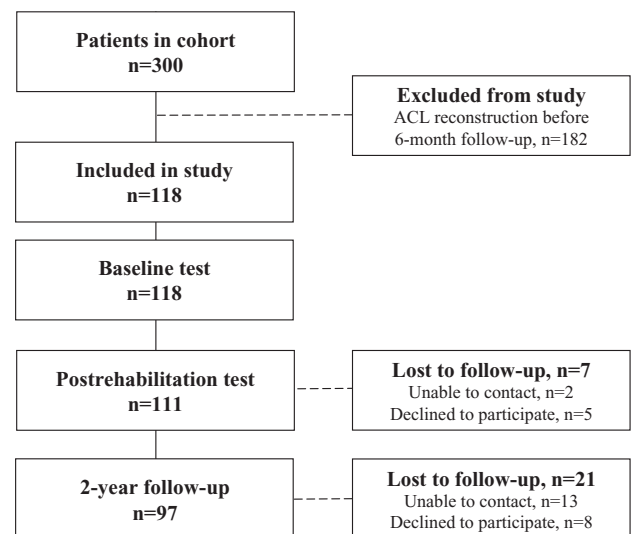 Patients in cohort
n=300
Excluded from study
ACL reconstruction before
6-month follow-up, n=182
Included in study
n=118
Baseline test
n=118
Postrehabilitation test
n=111
Lost to follow-up, n=7
Unable to contact, n=2
Declined to participate, n=5
2-year follow-up
n=97
Lost to follow-up, n=21
Unable to contact, n=13
Declined to participate, n=8